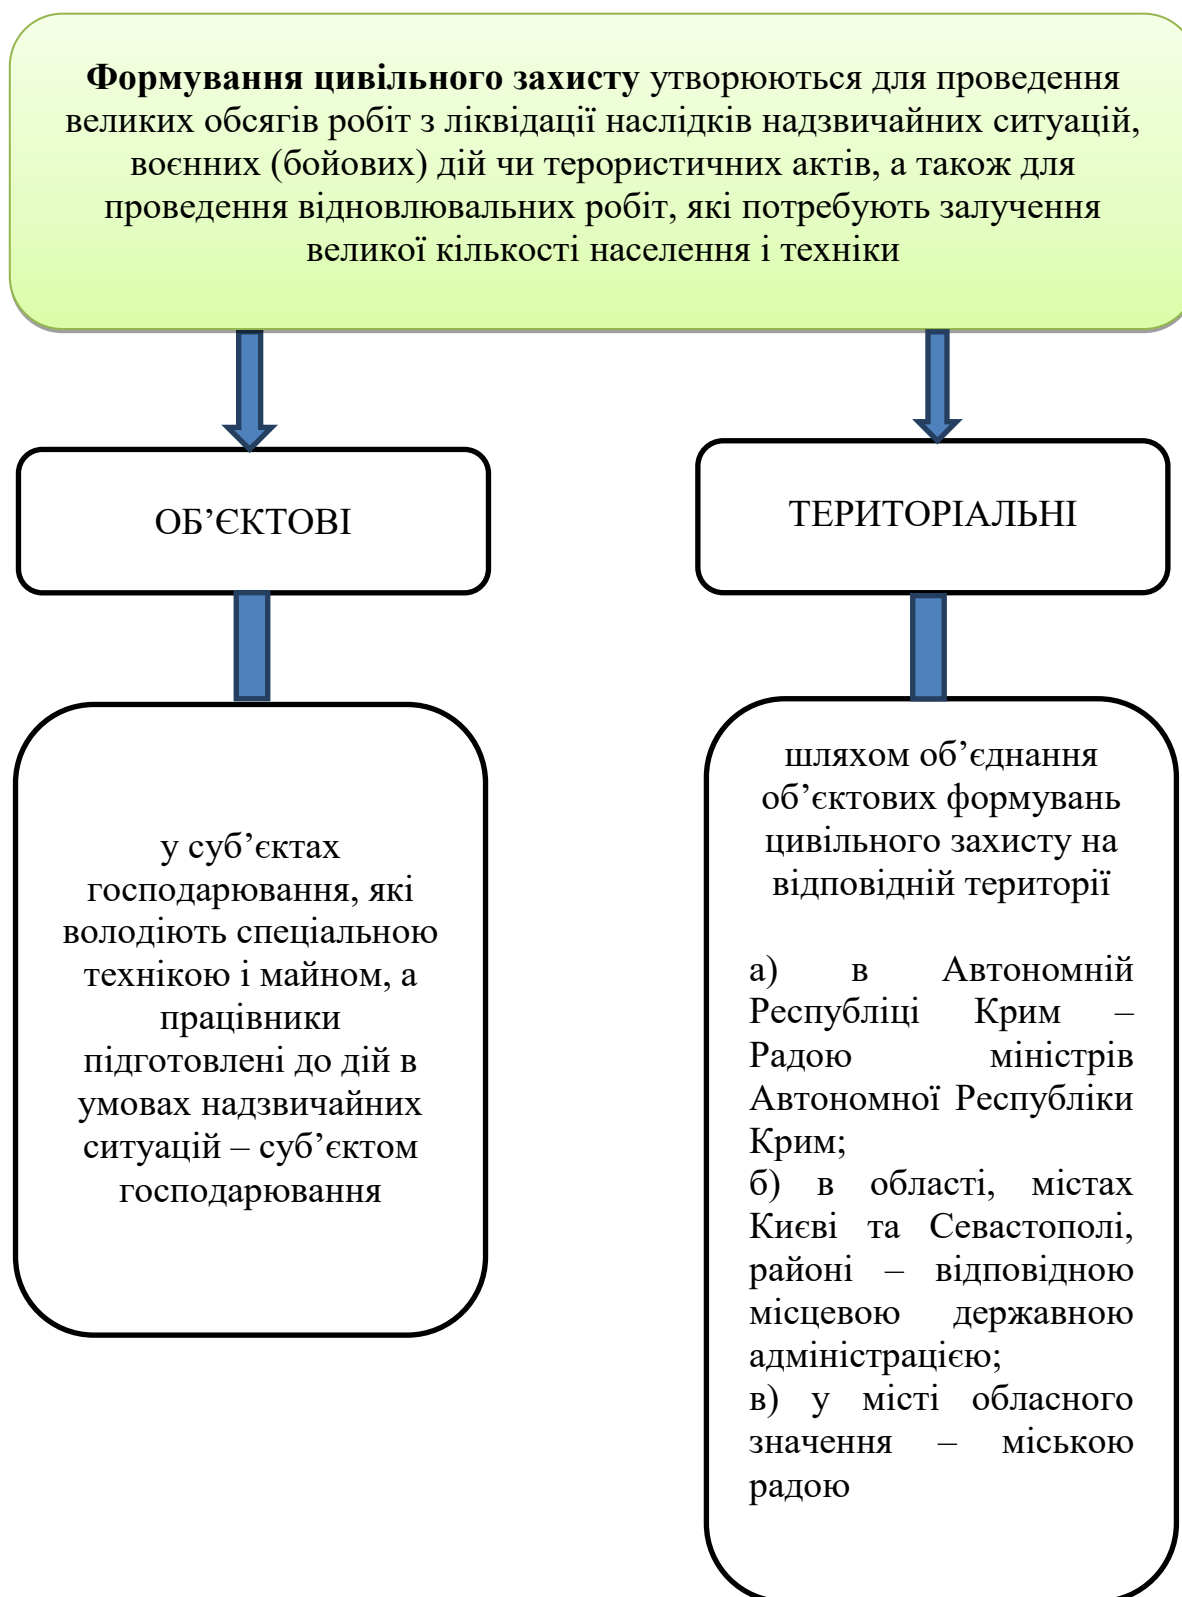 Формування цивільного захисту утворюються для проведення
великих обсягів робіт з ліквідації наслідків надзвичайних ситуацій,
воєнних (бойових) дій чи терористичних актів, а також для
проведення відновлювальних робіт, які потребують залучення
великої кількості населення і техніки
ОБ’ЄКТОВІ
ТЕРИТОРІАЛЬНІ
у суб’єктах
господарювання, які
володіють спеціальною
технікою і майном, а
працівники
підготовлені до дій в
умовах надзвичайних
ситуацій – суб’єктом
господарювання
шляхом об’єднання
об’єктових формувань
цивільного захисту на
відповідній території
а) в Автономній
Республіці Крим –
Радою міністрів
Автономної Республіки
Крим;
б) в області, містах
Києві та Севастополі,
районі – відповідною
місцевою державною
адміністрацією;
в) у місті обласного
значення – міською
радою